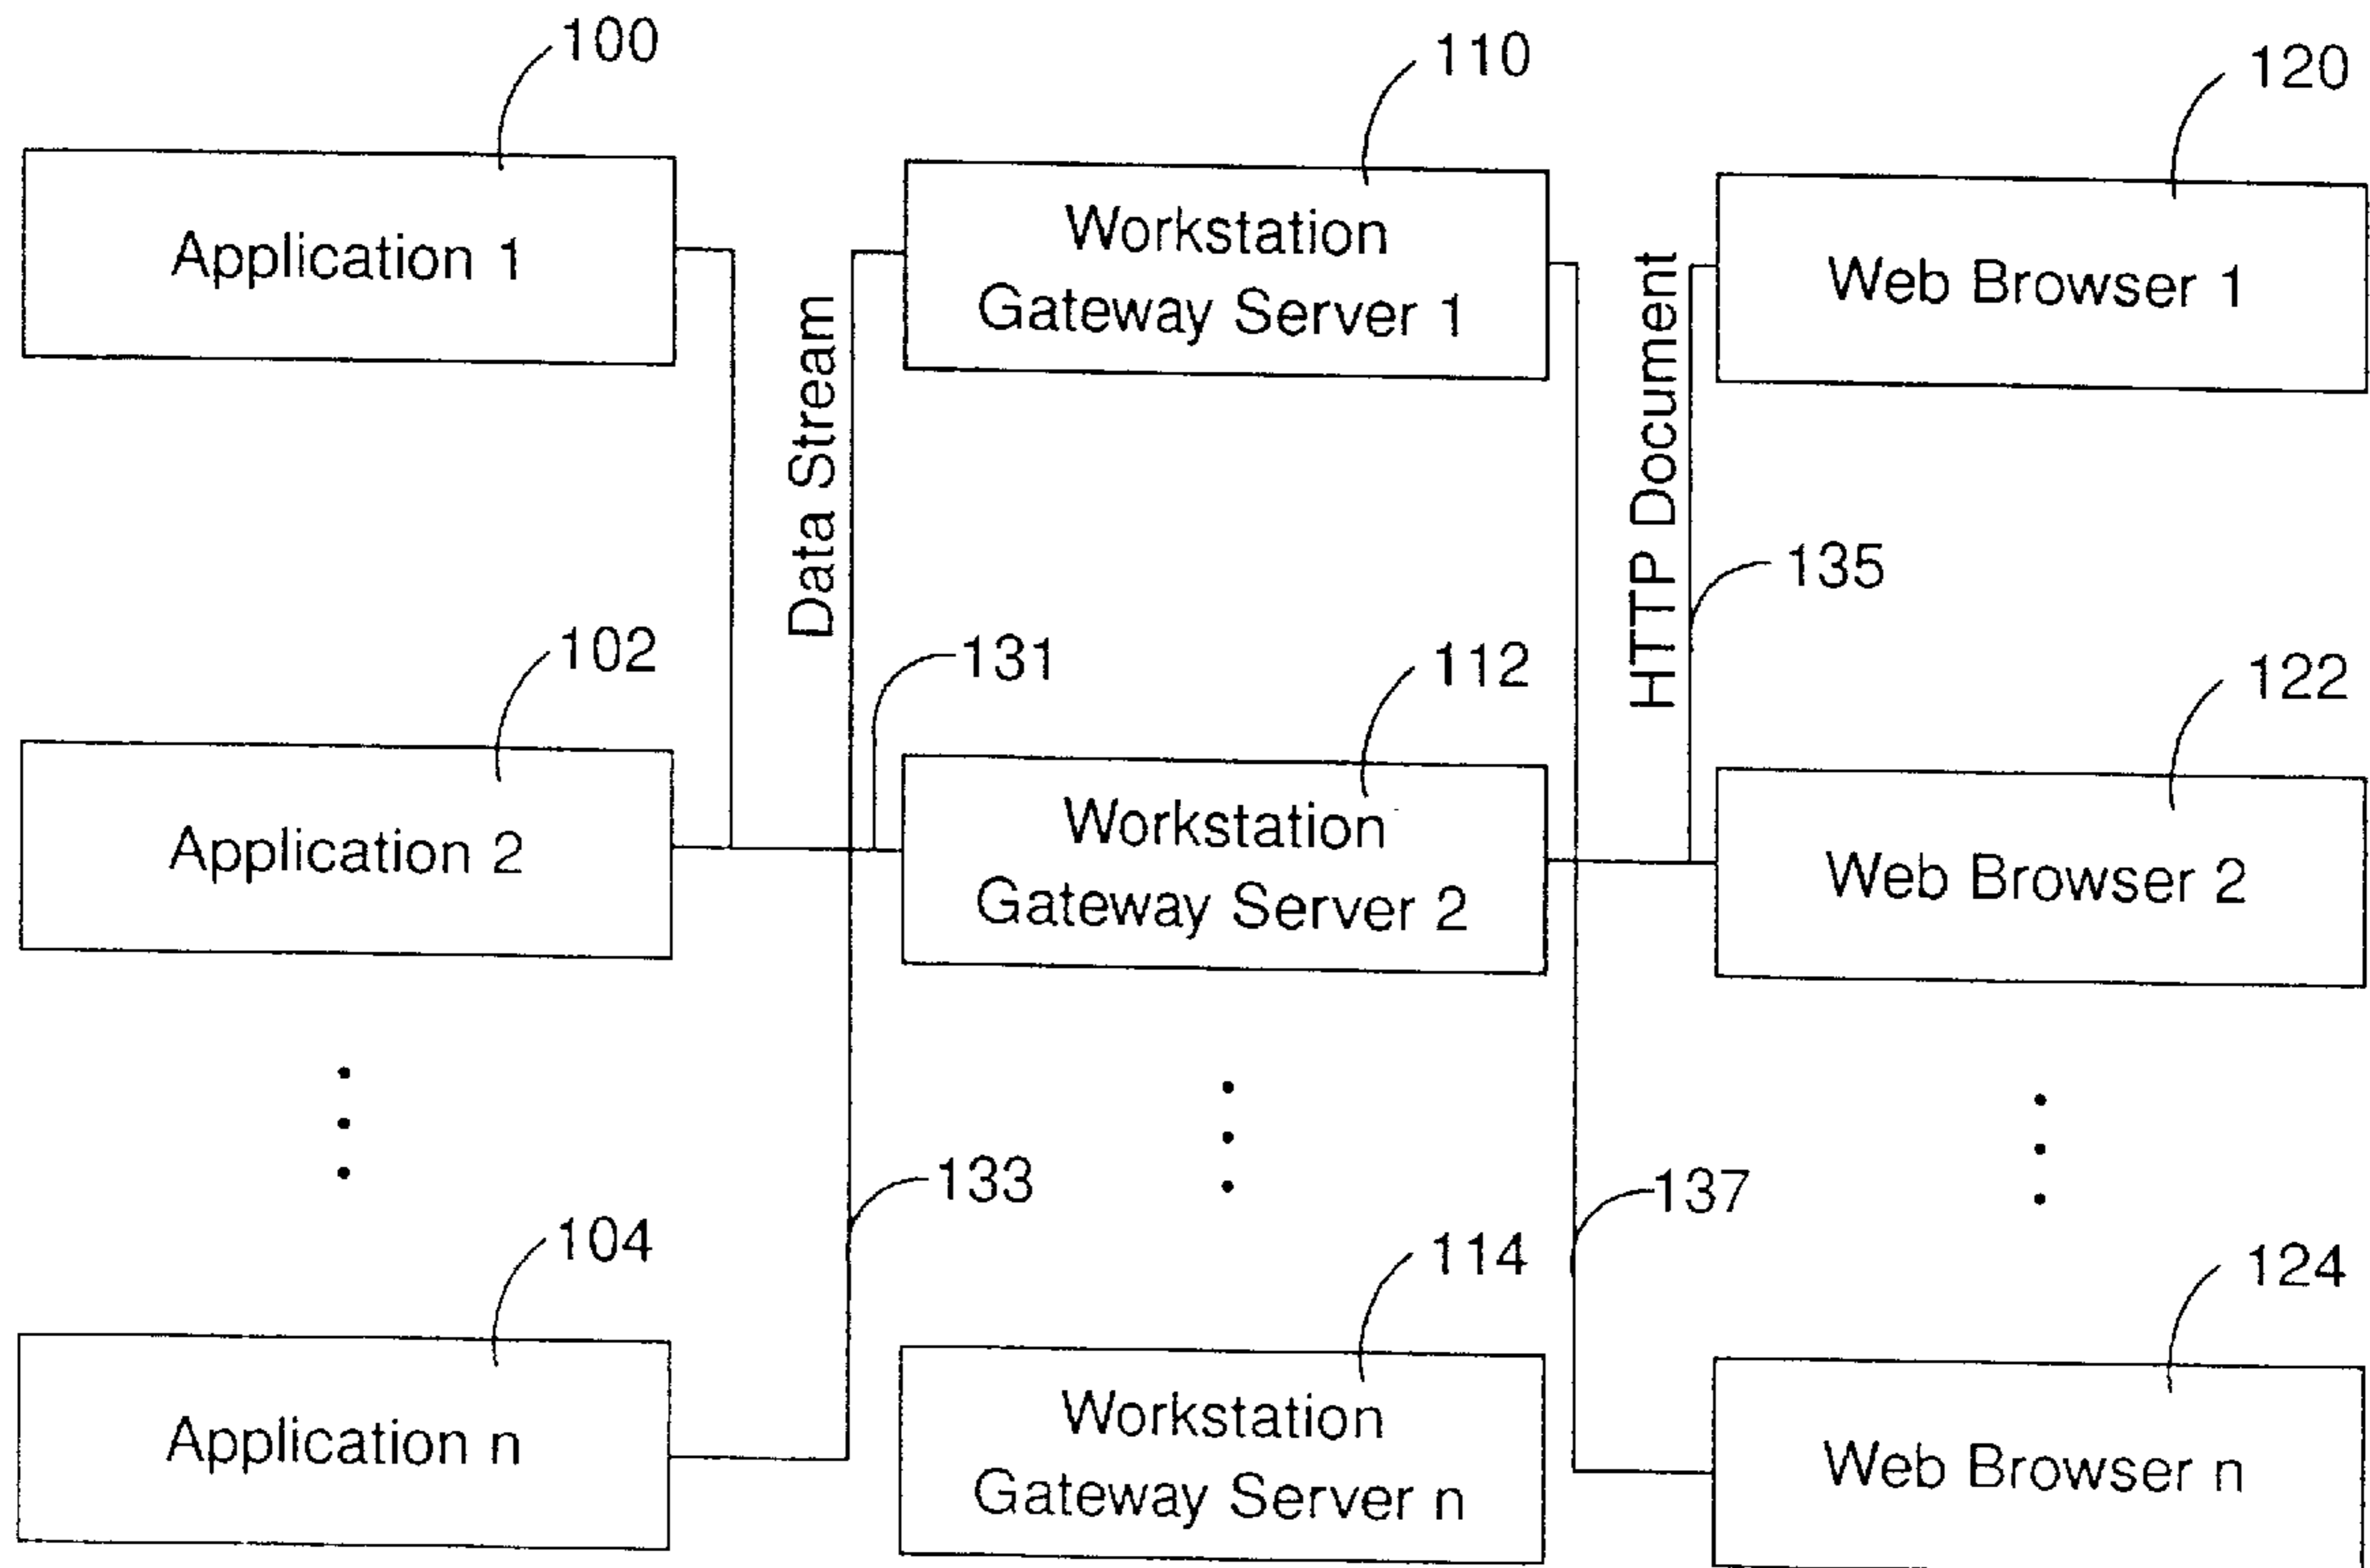 100
110
120
Application 1
Workstation
Gateway Server 1
Web Browser 1
Data Stream
HTTP Document
135
102
131
112
122
Application 2
Workstation
Gateway Server 2
Web Browser 2
133
137
104
114
124
Application n
Workstation
Gateway Server n
Web Browser n